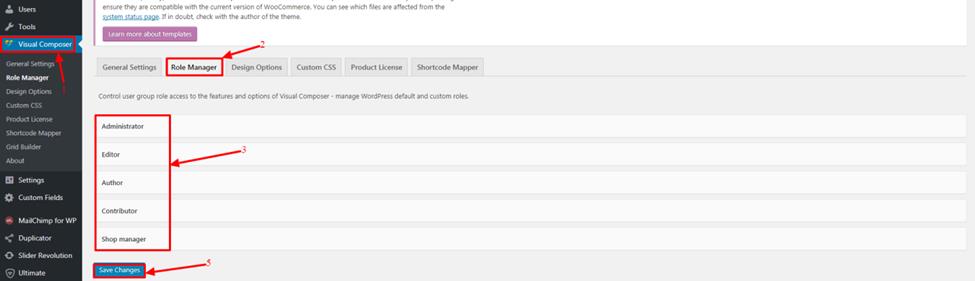 Users
Tools
Visual Composer
General Settings
Role Manager
Design Options
Custom CSS
Product License
Shortcode Mapper
Grid Builder
About
Settings
Custom Fields
MailChimp for WP
Duplicator
Slider Revolution
Ultimate
1
ensure they are compatible with the current version of WooCommerce. You can see which files are affected from the
system status page. If in doubt, check with the author of the theme.
Learn more about templates
2
General Settings Role Manager Design Options Custom CSS Product License Shortcode Mapper
Control user group role access to the features and options of Visual Composer - manage WordPress default and custom roles.
Administrator
Editor
3
Author
Contributor
Shop manager
Save Changes
5